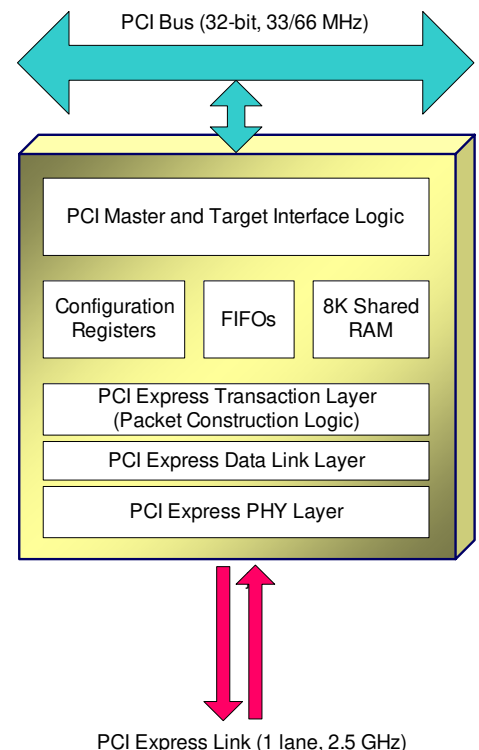 PCI Bus (32-bit, 33/66 MHz)
PCI Master and Target Interface Logic
Configuration
Registers
FIFOs
8K Shared
RAM
PCI Express Transaction Layer
(Packet Construction Logic)
PCI Express Data Link Layer
PCI Express PHY Layer
PCI Express Link (1 lane, 2.5 GHz)